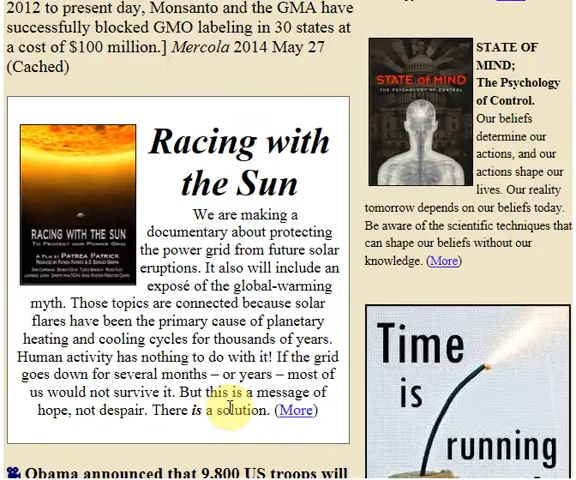 2012 to present day, Monsanto and the GMA have
successfully blocked GMO labeling in 30 states at
a cost of $100 million.] Mercola 2014 May 27
(Cached)
RACING WITH THE SUN
TO PROTECT OUR POWER GRID
A FILM BY PATREA PATRICK
Racing with
the Sun
We are making a
documentary about protecting
the power grid from future solar
eruptions. It also will include an
exposé of the global-warming
myth. Those topics are connected because solar
flares have been the primary cause of planetary
heating and cooling cycles for thousands of years.
Human activity has nothing to do with it! If the grid
goes down for several months – or years – most of
us would not survive it. But this is a message of
hope, not despair. There is a solution. (More)
Obama announced that 9,800 US troops will
STATE OF MIND
THE PSYCHOLOGY OF CONTROL
STATE OF
MIND;
The Psychology
of Control.
Our beliefs
determine our
actions, and our
actions shape our
lives. Our reality
tomorrow depends on our beliefs today.
Be aware of the scientific techniques that
can shape our beliefs without our
knowledge. (More)
Time
is
running